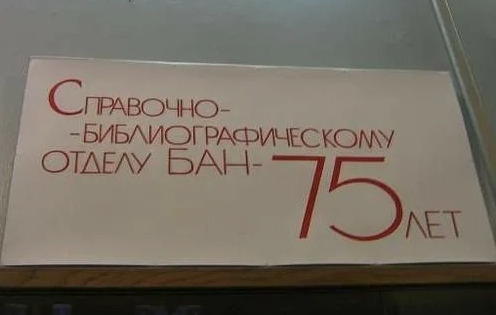 Справочно-
-библиографическому
отделу БАН-75 лет